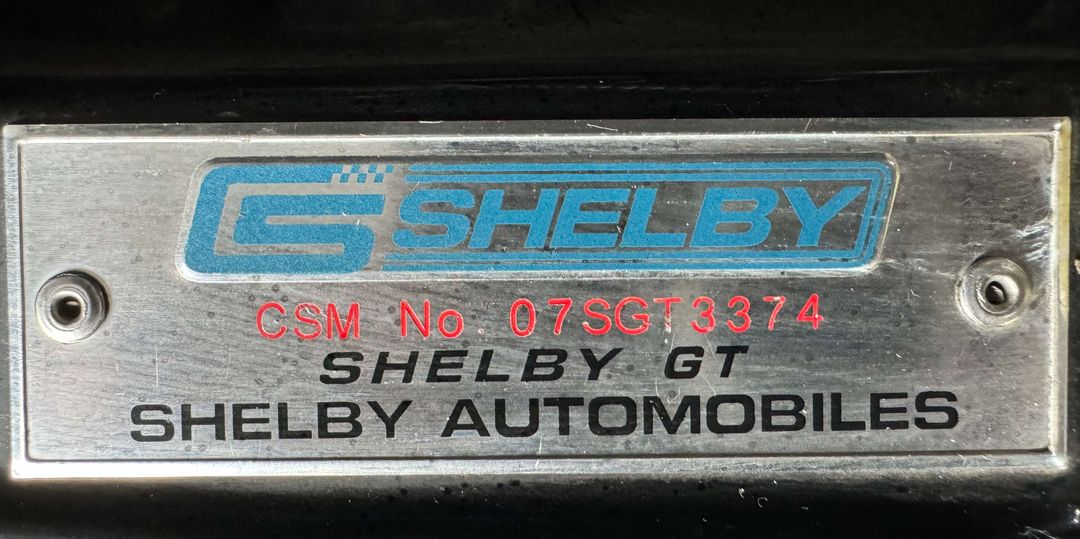 CS SHELBY
CSM No. 07SGT3374
SHELBY GT
SHELBY AUTOMOBILES